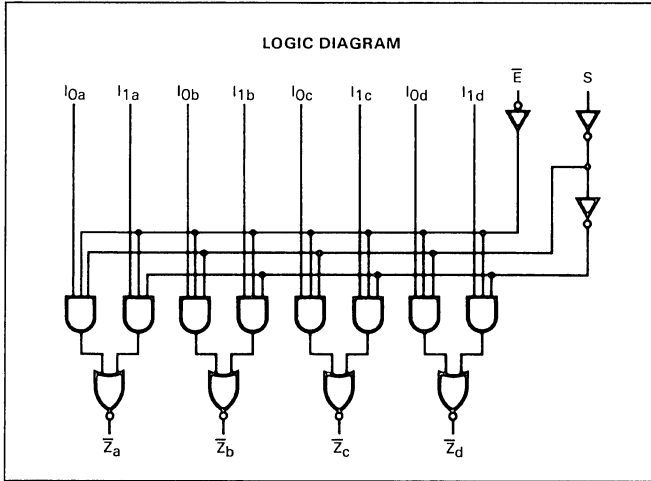 LOGIC DIAGRAM
E̅ S
I0a I1a I0b I1b I0c I1c I0d I1d
Z̅a Z̅b Z̅c Z̅d